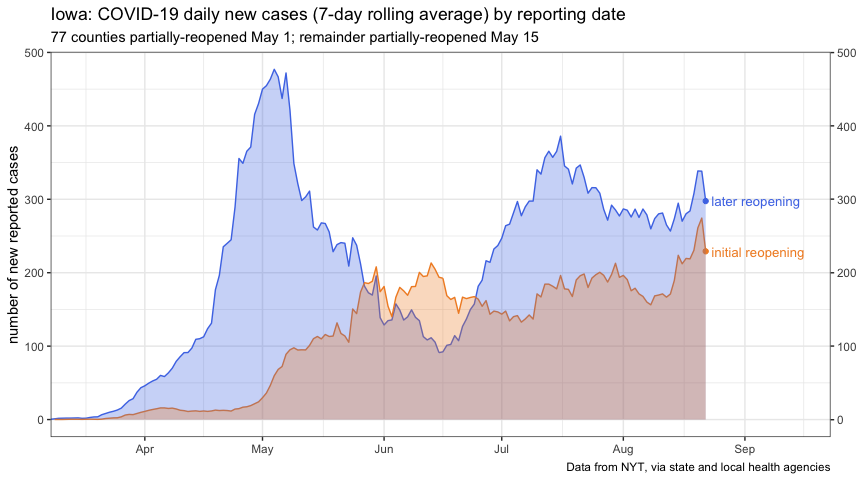 Iowa: COVID-19 daily new cases (7-day rolling average) by reporting date
77 counties partially-reopened May 1; remainder partially-reopened May 15
number of new reported cases
500
400
300
200
100
0
500
400
300
200
100
0
later reopening
initial reopening
Apr May Jun Jul Aug Sep
Data from NYT, via state and local health agencies